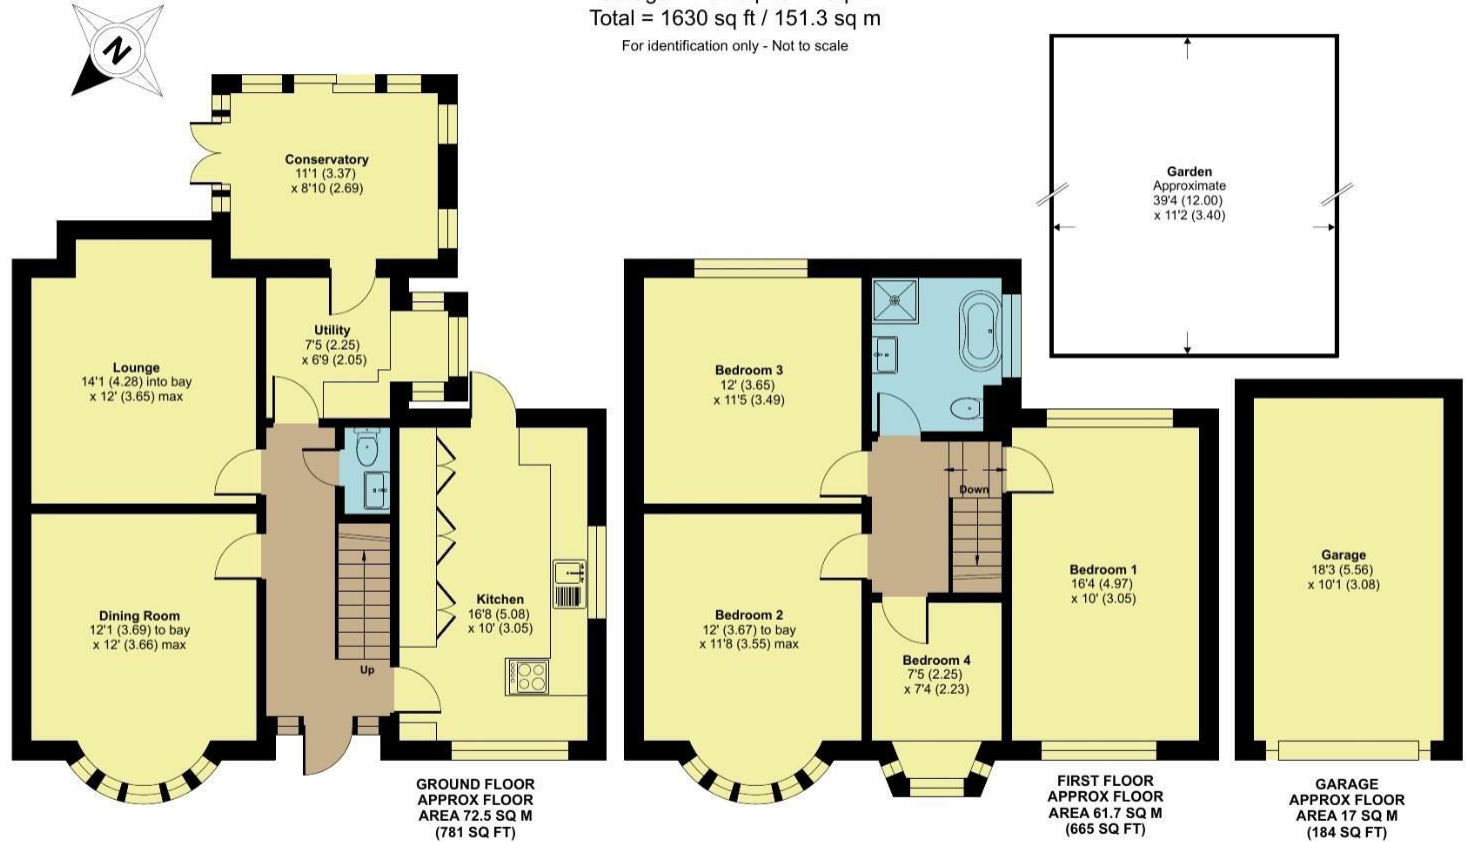 Total = 1630 sq ft / 151.3 sq m
For identification only - Not to scale
N
Conservatory
11'1 (3.37)
x 8'10 (2.69)
Garden
Approximate
39'4 (12.00)
x 11'2 (3.40)
Utility
7'5 (2.25)
x 6'9 (2.05)
Lounge
14'1 (4.28) into bay
x 12' (3.65) max
Bedroom 3
12' (3.65)
x 11'5 (3.49)
Down
Kitchen
16'8 (5.08)
x 10' (3.05)
Dining Room
12'1 (3.69) to bay
x 12' (3.66) max
Up
Bedroom 2
12' (3.67) to bay
x 11'8 (3.55) max
Bedroom 1
16'4 (4.97)
x 10' (3.05)
Bedroom 4
7'5 (2.25)
x 7'4 (2.23)
Garage
18'3 (5.56)
x 10'1 (3.08)
GROUND FLOOR
APPROX FLOOR
AREA 72.5 SQ M
(781 SQ FT)
FIRST FLOOR
APPROX FLOOR
AREA 61.7 SQ M
(665 SQ FT)
GARAGE
APPROX FLOOR
AREA 17 SQ M
(184 SQ FT)